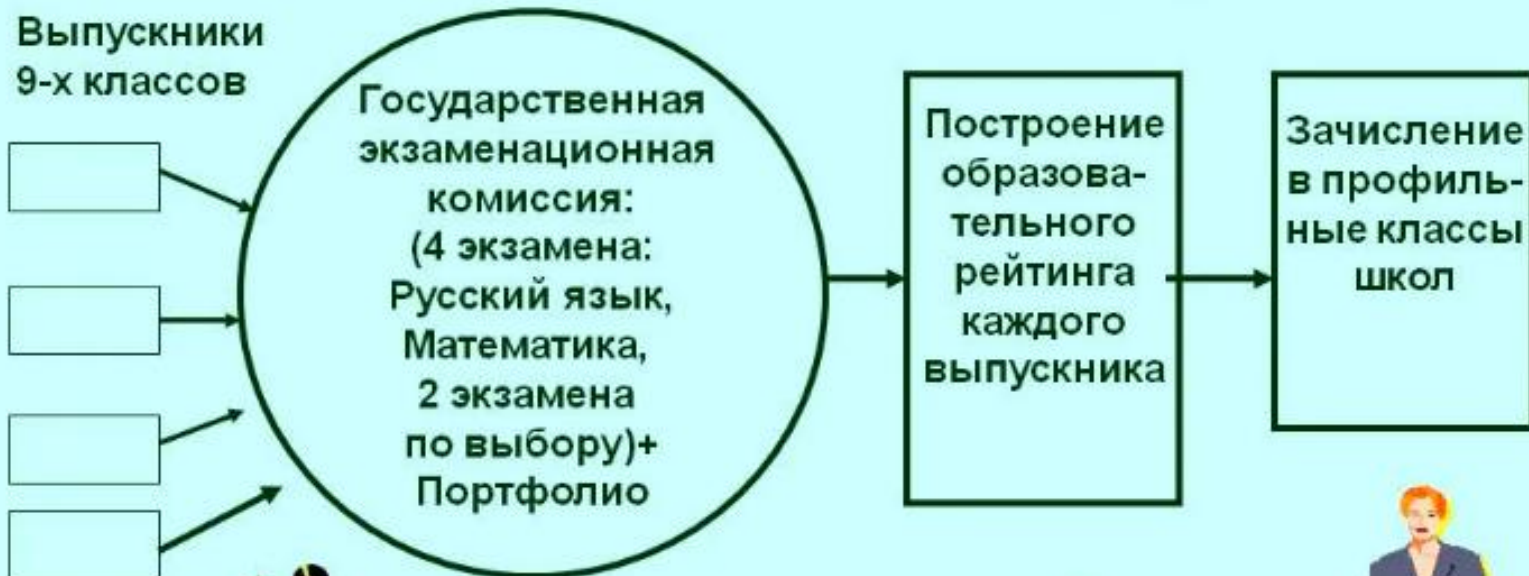 Выпускники
9-х классов
Государственная
экзаменационная
комиссия:
(4 экзамена:
Русский язык,
Математика,
2 экзамена
по выбору)+
Портфолио
Построение
образова-
тельного
рейтинга
каждого
выпускника
Зачисление
в профиль-
ные классы
школ